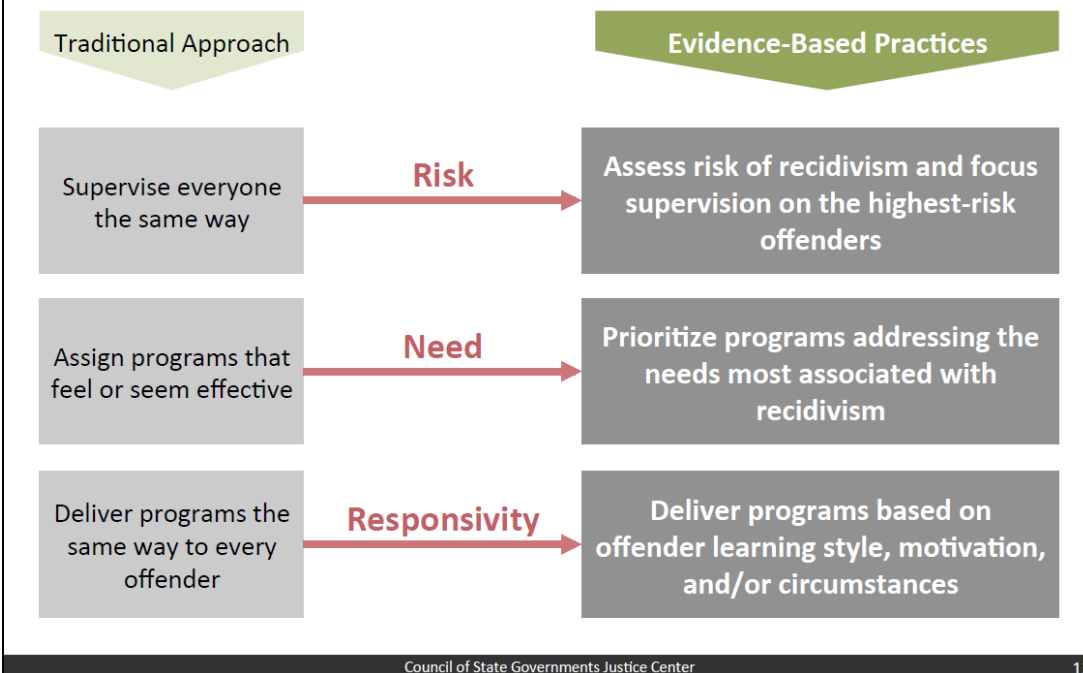 Traditional Approach
Evidence-Based Practices
Supervise everyone
the same way
Risk
Assess risk of recidivism and focus
supervision on the highest-risk
offenders
Assign programs that
feel or seem effective
Need
Prioritize programs addressing the
needs most associated with
recidivism
Deliver programs the
same way to every
offender
Responsivity
Deliver programs based on
offender learning style, motivation,
and/or circumstances
Council of State Governments Justice Center